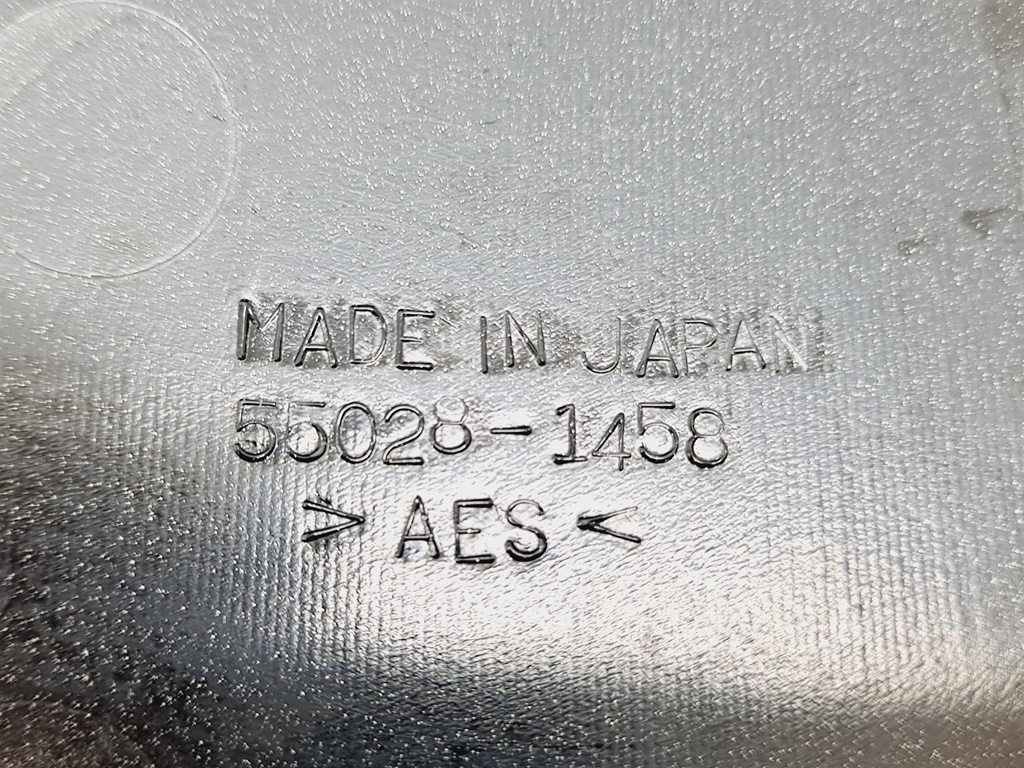 MADE IN JAPAN
55028-1458
> AES <